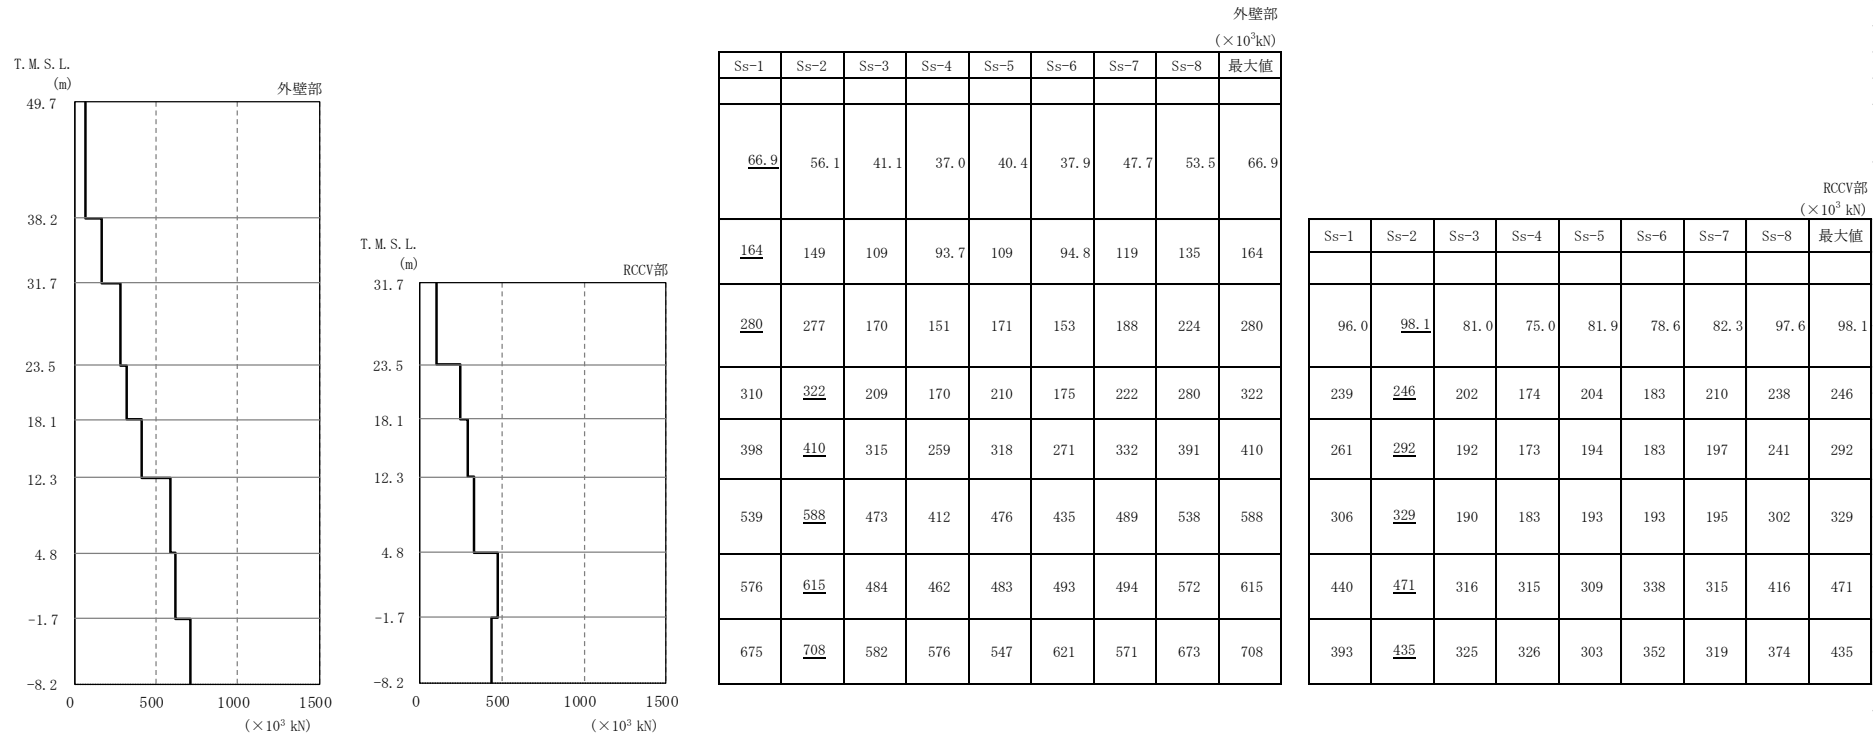 T.M.S.L.
(m)
外壁部
49.7
38.2
31.7
23.5
18.1
12.3
4.8
-1.7
-8.2
0 500 1000 1500
(×10³ kN)
T.M.S.L.
(m)
RCCV部
31.7
23.5
18.1
12.3
4.8
-1.7
-8.2
0 500 1000 1500
(×10³ kN)
外壁部
(×10³kN)
Ss-1 Ss-2 Ss-3 Ss-4 Ss-5 Ss-6 Ss-7 Ss-8 最大値
66.9 56.1 41.1 37.0 40.4 37.9 47.7 53.5 66.9
164 149 109 93.7 109 94.8 119 135 164
280 277 170 151 171 153 188 224 280
310 322 209 170 210 175 222 280 322
398 410 315 259 318 271 332 391 410
539 588 473 412 476 435 489 538 588
576 615 484 462 483 493 494 572 615
675 708 582 576 547 621 571 673 708
RCCV部
(×10³ kN)
Ss-1 Ss-2 Ss-3 Ss-4 Ss-5 Ss-6 Ss-7 Ss-8 最大値
96.0 98.1 81.0 75.0 81.9 78.6 82.3 97.6 98.1
239 246 202 174 204 183 210 238 246
261 292 192 173 194 183 197 241 292
306 329 190 183 193 193 195 302 329
440 471 316 315 309 338 315 416 471
393 435 325 326 303 352 319 374 435